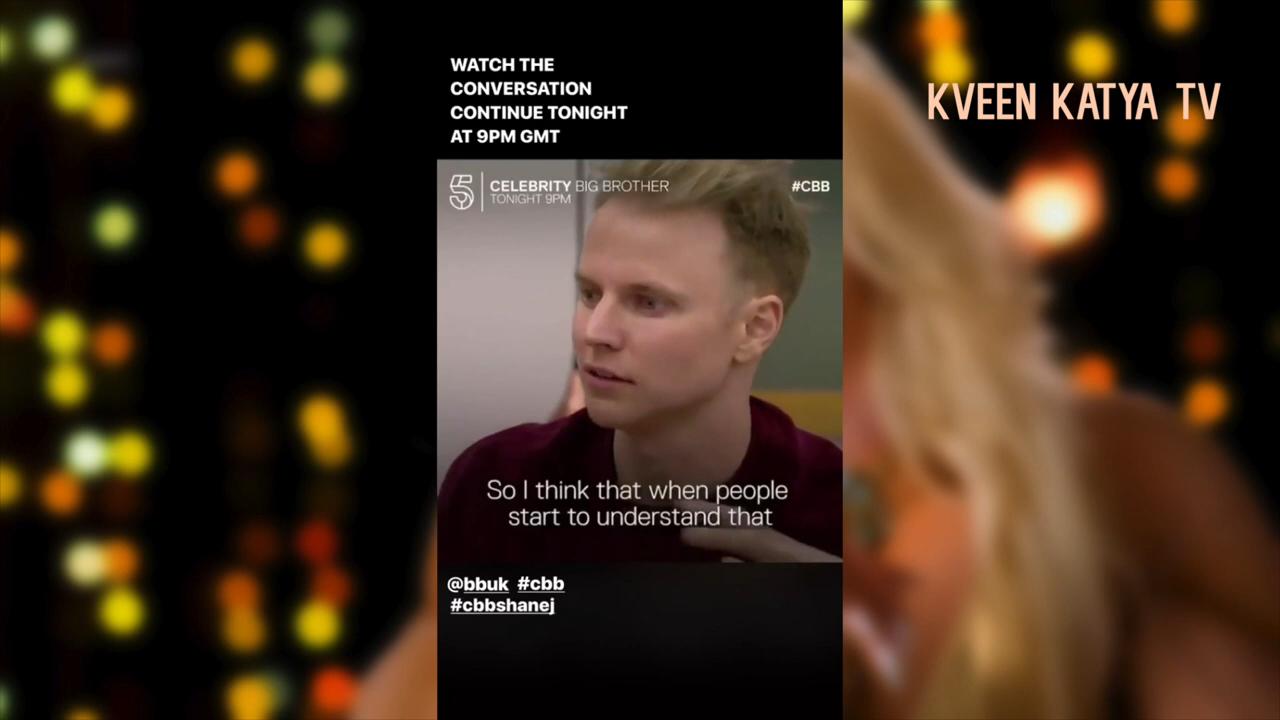 WATCH THE
CONVERSATION
CONTINUE TONIGHT
AT 9PM GMT
KVEEN KATYA TV
5 CELEBRITY BIG BROTHER
TONIGHT 9PM
#CBB
So I think that when people
start to understand that
@bbuk #cbb
#cbbshanej